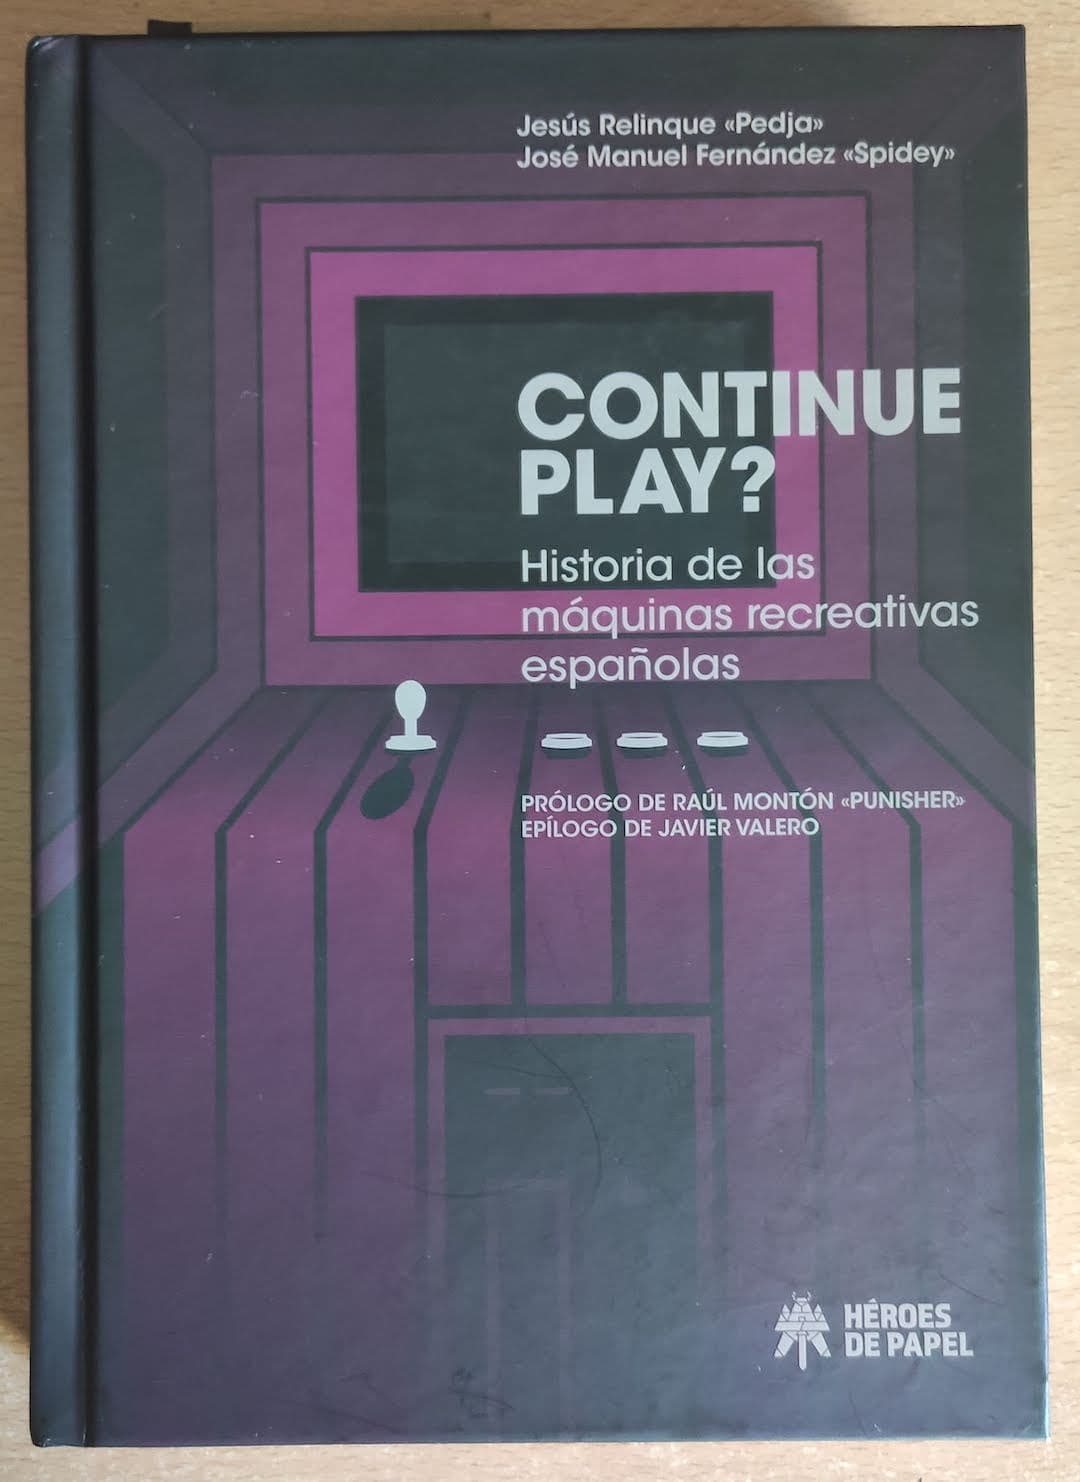 Jesús Relinque «Pedja»
José Manuel Fernández «Spidey»
CONTINUE
PLAY?
Historia de las
máquinas recreativas
españolas
PRÓLOGO DE RAÚL MONTÓN «PUNISHER»
EPÍLOGO DE JAVIER VALERO
HÉROES
DE PAPEL